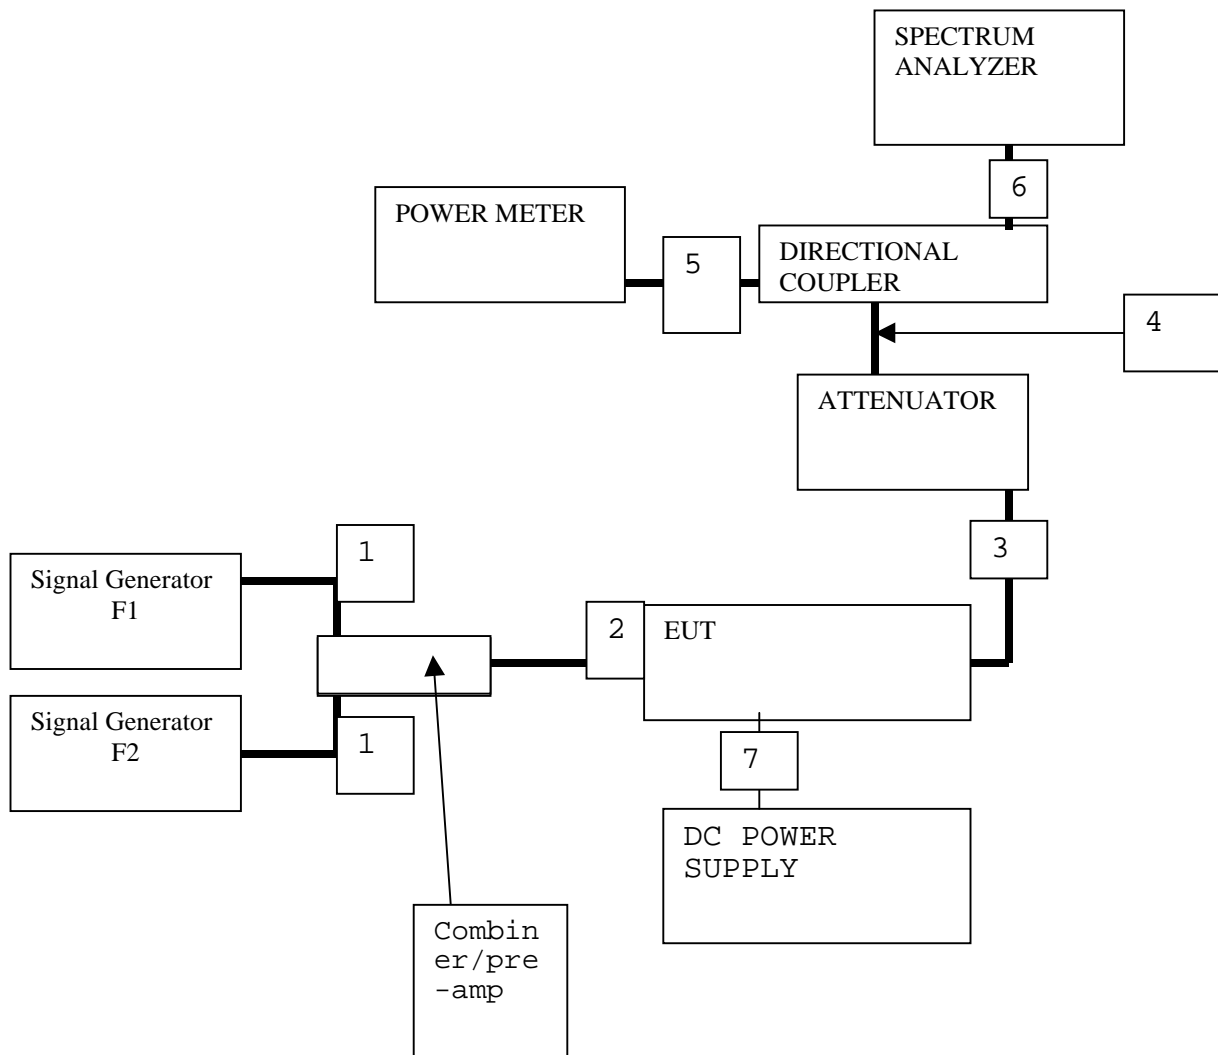 SPECTRUM
ANALYZER
6
POWER METER
5
DIRECTIONAL
COUPLER
4
ATTENUATOR
3
1
Signal Generator
F1
2
EUT
Signal Generator
F2
1
7
DC POWER
SUPPLY
Combin
er/pre
-amp